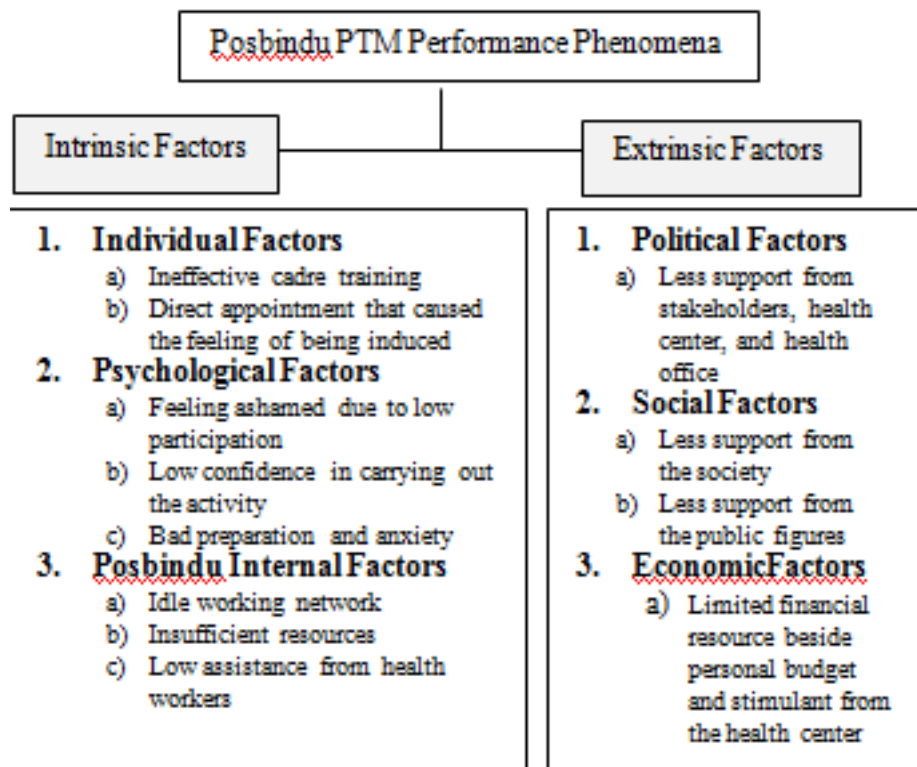 Posbindu PTM Performance Phenomena
Intrinsic Factors
Extrinsic Factors
1. Individual Factors
a) Ineffective cadre training
b) Direct appointment that caused
the feeling of being induced
2. Psychological Factors
a) Feeling ashamed due to low
participation
b) Low confidence in carrying out
the activity
c) Bad preparation and anxiety
3. Posbindu Internal Factors
a) Idle working network
b) Insufficient resources
c) Low assistance from health
workers
1. Political Factors
a) Less support from
stakeholders, health
center, and health
office
2. Social Factors
a) Less support from
the society
b) Less support from
the public figures
3. EconomicFactors
a) Limited financial
resource beside
personal budget
and stimulant from
the health center